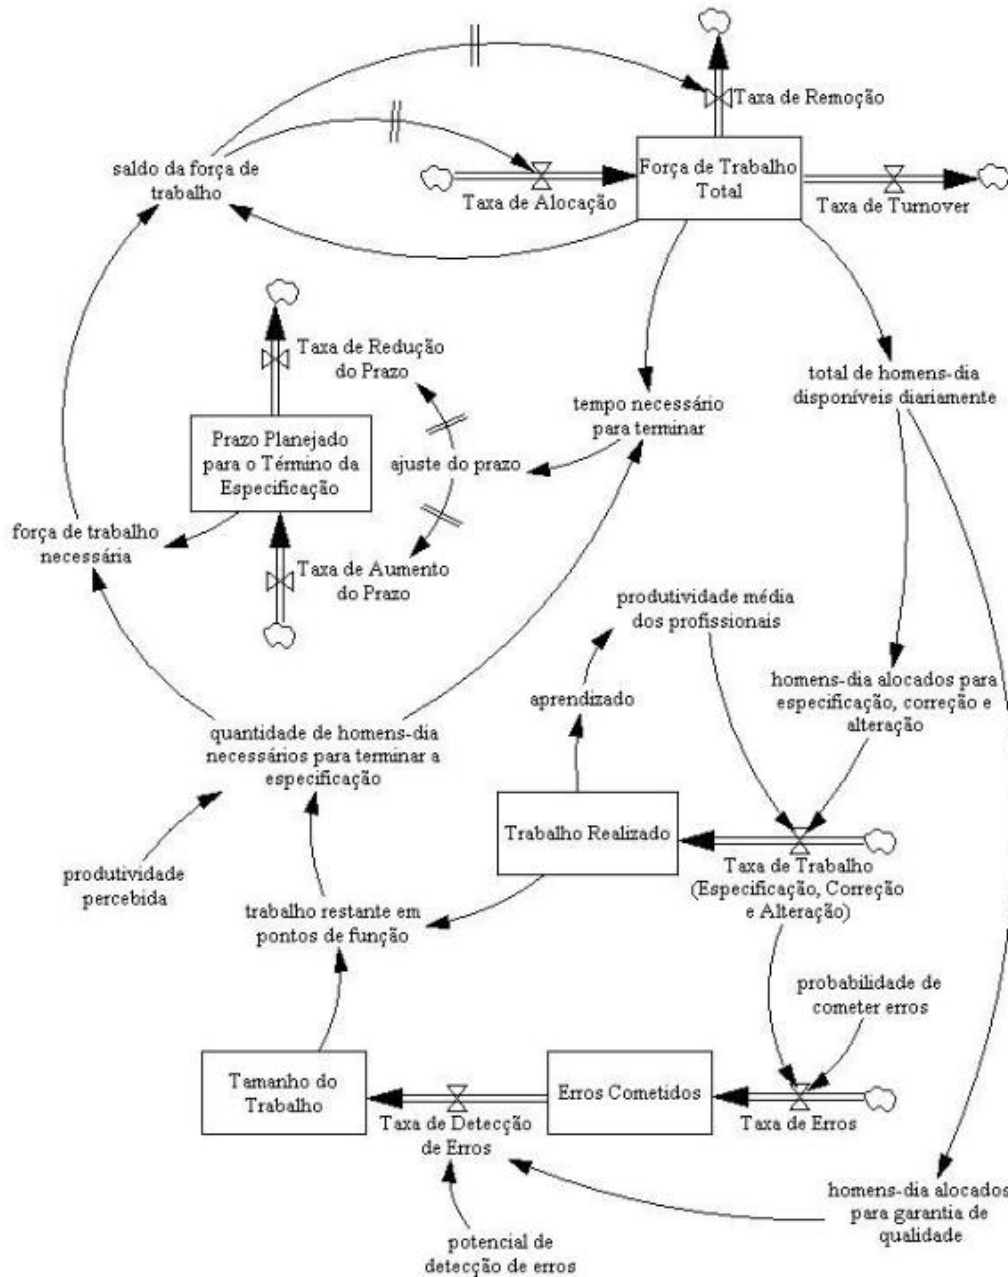 Taxa de Remoção
saldo da força de
trabalho
Força de Trabalho
Total
Taxa de Alocação
Taxa de Turnover
Taxa de Redução
do Prazo
total de homens-dia
disponíveis diariamente
tempo necessário
para terminar
Prazo Planejado
para o Término da
Especificação
ajuste do prazo
força de trabalho
necessária
Taxa de Aumento
do Prazo
produtividade média
dos profissionais
homens-dia alocados para
especificação, correção e
alteração
aprendizado
quantidade de homens-dia
necessários para terminar a
especificação
Trabalho Realizado
Taxa de Trabalho
(Especificação, Correção
e Alteração)
produtividade
percebida
trabalho restante em
pontos de função
probabilidade de
cometer erros
Tamanho do
Trabalho
Erros Cometidos
Taxa de Detecção
de Erros
Taxa de Erros
homens-dia alocados
para garantia de
qualidade
potencial de
detecção de erros